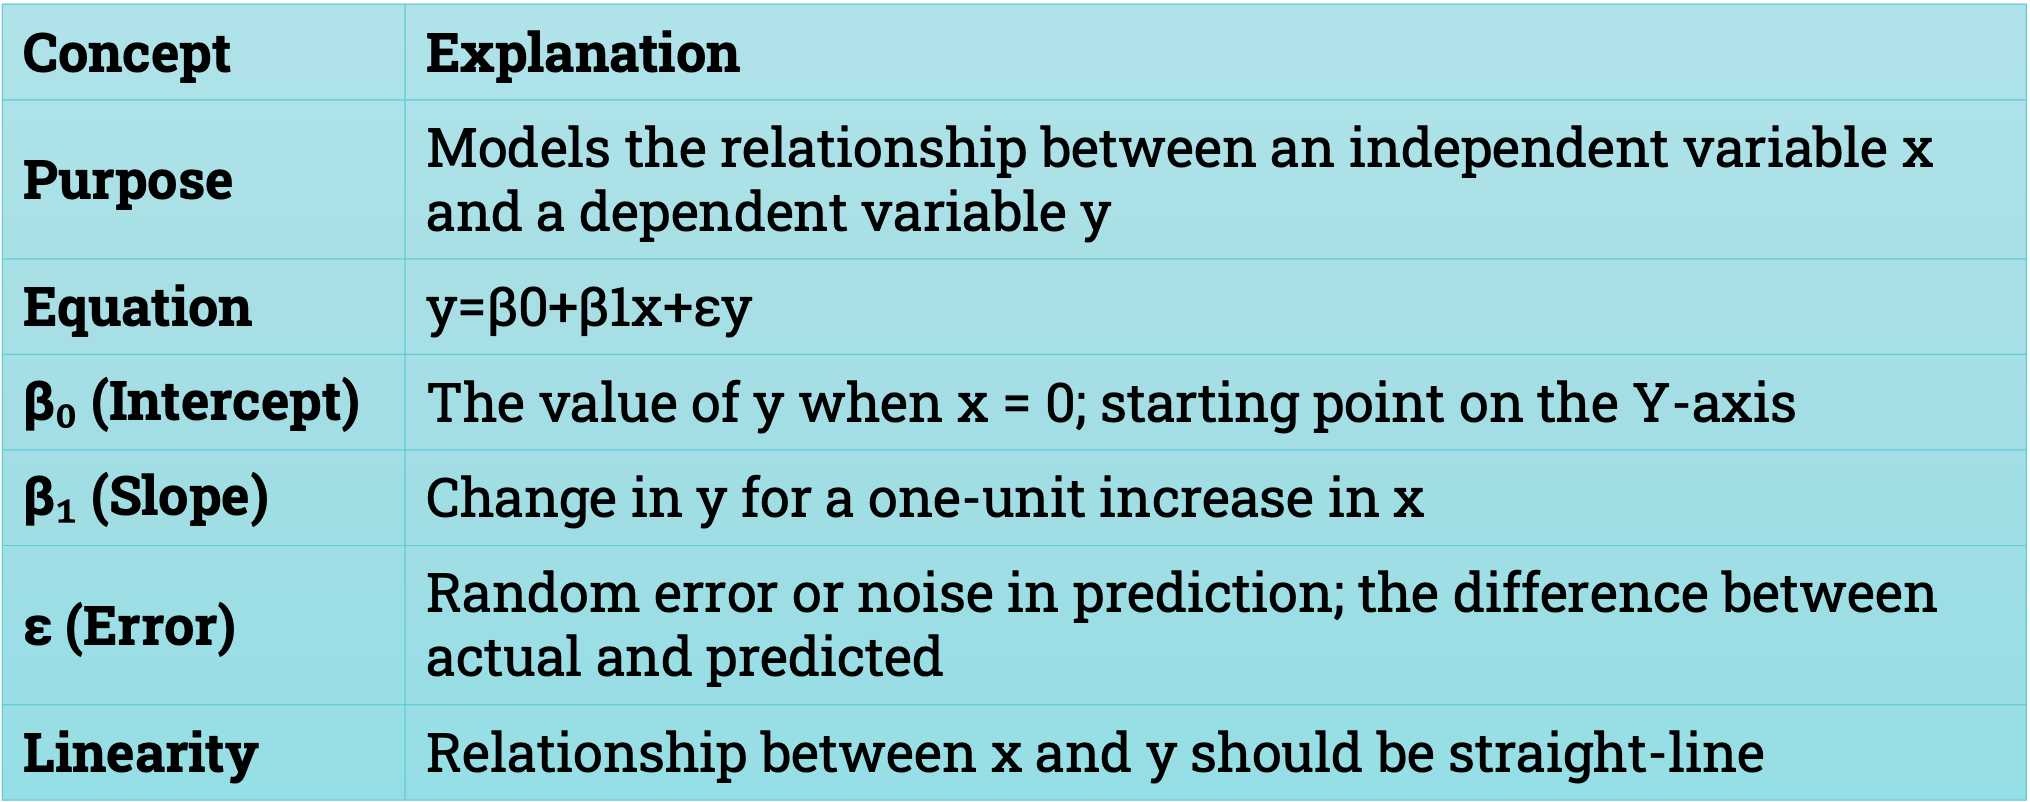 Concept Explanation
Purpose
Models the relationship between an independent variable x
and a dependent variable y
Equation y=β0+β1x+εy
β₀ (Intercept) The value of y when x = 0; starting point on the Y-axis
β₁ (Slope) Change in y for a one-unit increase in x
ε (Error)
Random error or noise in prediction; the difference between
actual and predicted
Linearity Relationship between x and y should be straight-line